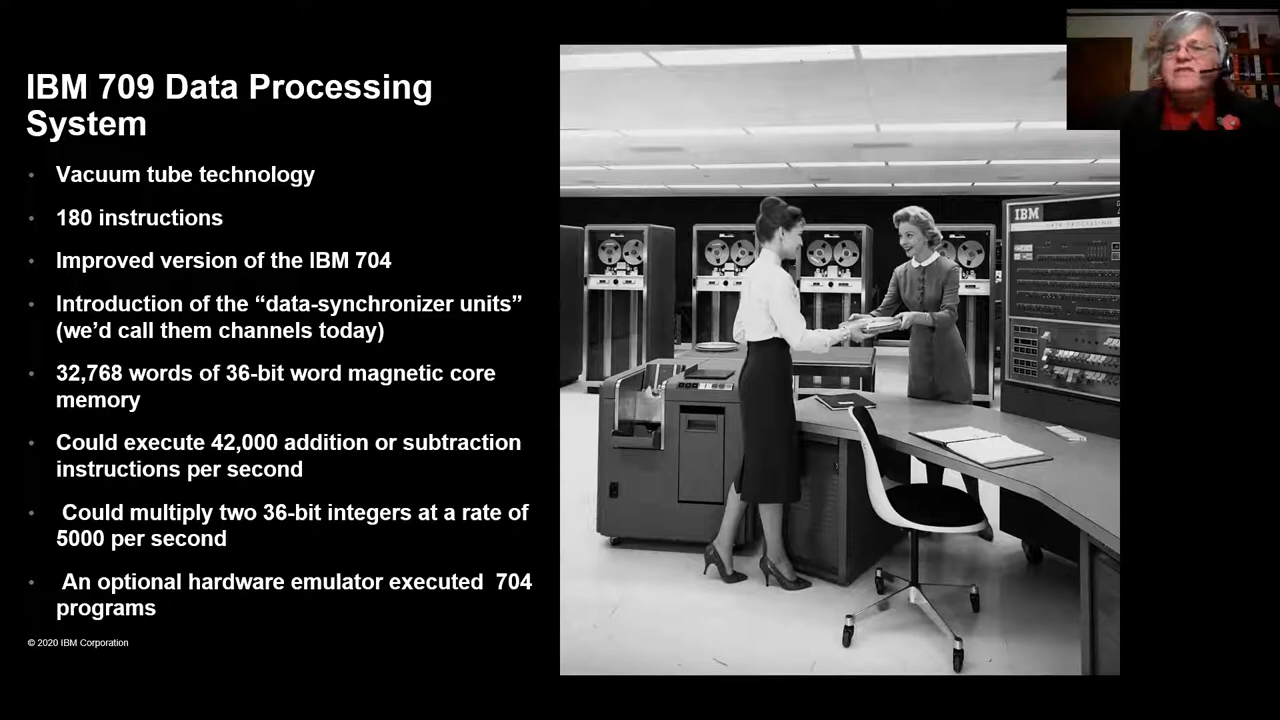 IBM 709 Data Processing
System
Vacuum tube technology
180 instructions
Improved version of the IBM 704
Introduction of the “data-synchronizer units”
(we’d call them channels today)
32,768 words of 36-bit word magnetic core
memory
Could execute 42,000 addition or subtraction
instructions per second
Could multiply two 36-bit integers at a rate of
5000 per second
An optional hardware emulator executed 704
programs
© 2020 IBM Corporation
IBM
DATA PROCESSING